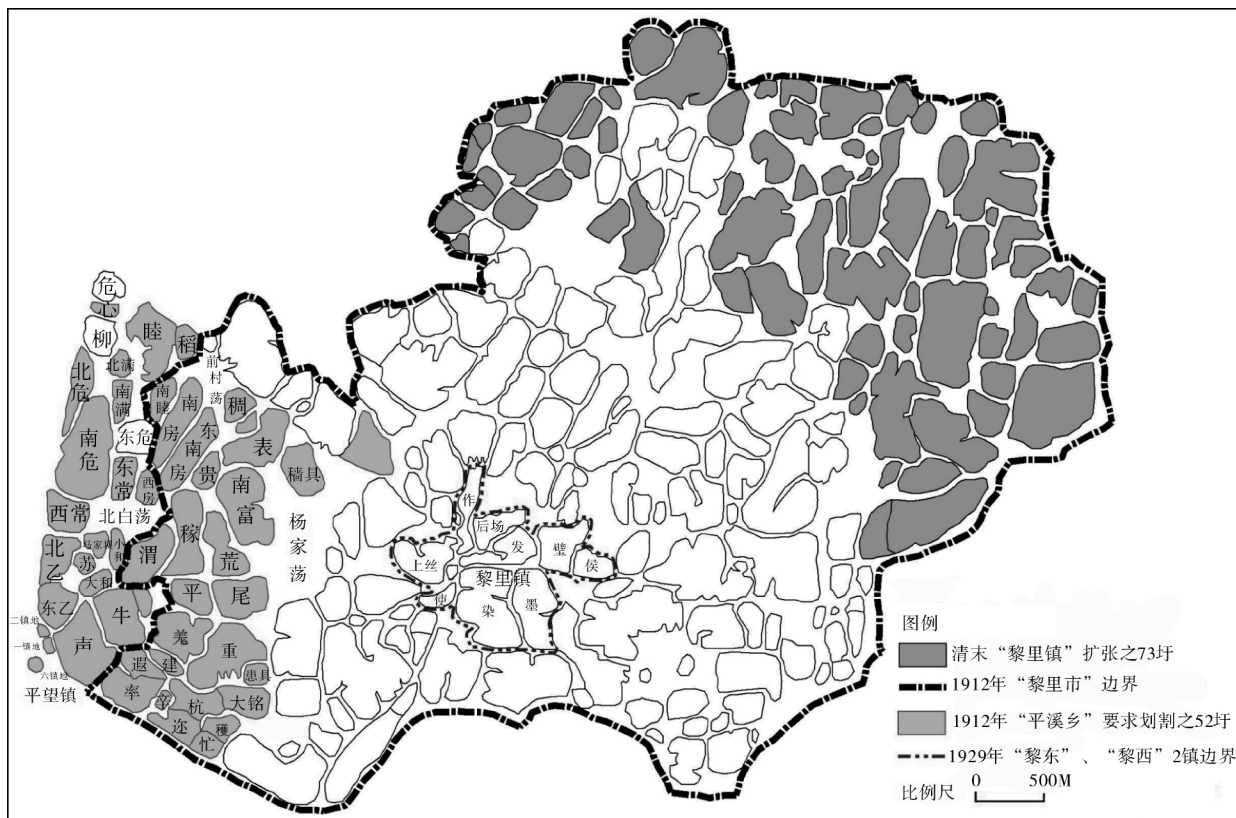 危
心
柳
睦
稻
前村荡
北满
北危
南满
南睦
南房
东南房
稠
表
东危
南危
东常
西房
贵
穑具
南富
西常
北白荡
稼
杨家荡
作
后场
发
璧
侯
上丝
黎里镇
使
染
墨
北乙
马家坝
小和
苏
渭
荒
大和
平
尾
东乙
牛
二镇地
声
羌
重
一镇地
遐
建
患具
六镇地
平望镇
率
辛
杭
大铭
迩
穫
忙
图例
清末“黎里镇”扩张之73圩
1912年“黎里市”边界
1912年“平溪乡”要求划割之52圩
1929年“黎东”、“黎西”2镇边界
比例尺 0 500M